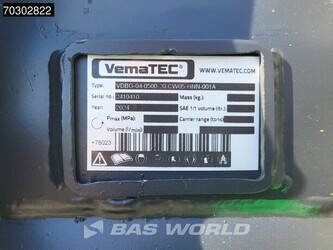 70302822
VemaTEC®
WWW.VEMATEC.COM
Type: VDBG-04-0500
Serial no: 2410410 Mass (kg.)
Year: 2024 SAE 1/1 volume (ltr.)
Pmax (MPa): Carrier range (tons)
Volume (l/min):
BAS WORLD